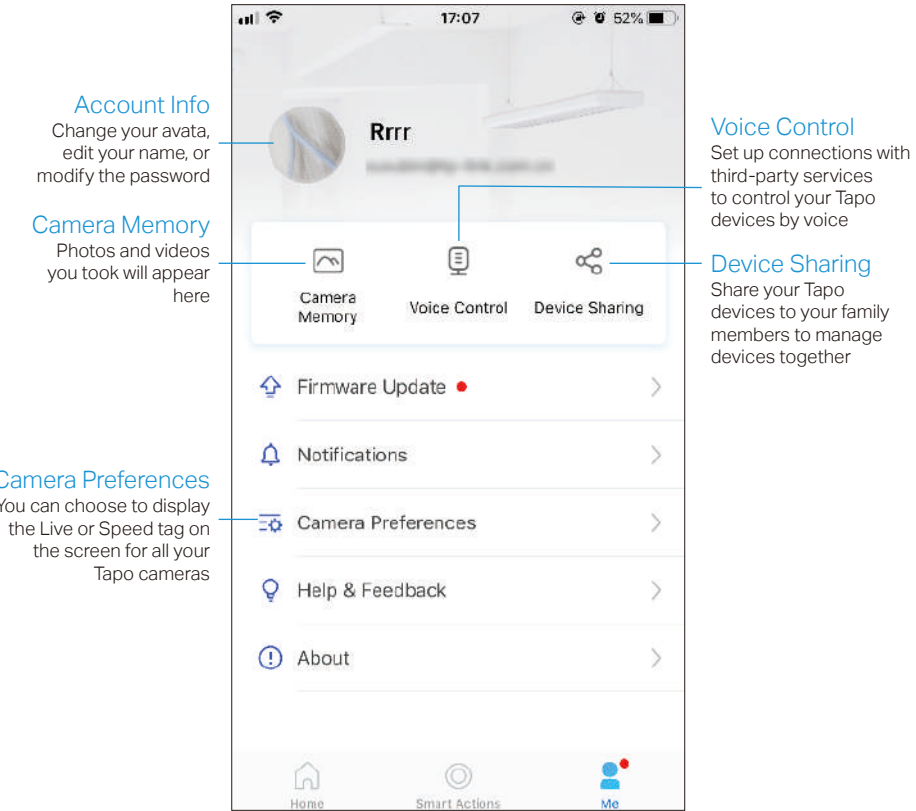 17:07
52%
Account Info
Change your avata,
edit your name, or
modify the password
Rrrr
Voice Control
Set up connections with
third-party services
to control your Tapo
devices by voice
Camera Memory
Photos and videos
you took will appear
here
Device Sharing
Share your Tapo
devices to your family
members to manage
devices together
Camera
Memory
Voice Control
Device Sharing
Firmware Update
Notifications
Camera Preferences
You can choose to display
the Live or Speed tag on
the screen for all your
Tapo cameras
Camera Preferences
Help & Feedback
About
Home
Smart Actions
Me